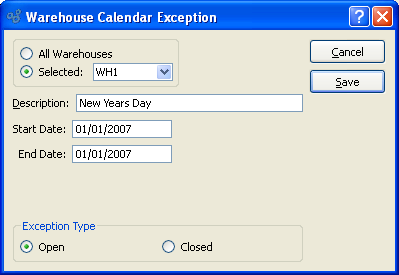 Warehouse Calendar Exception
All Warehouses
Selected: WH1
Cancel
Save
Description: New Years Day
Start Date: 01/01/2007
End Date: 01/01/2007
Exception Type
Open Closed